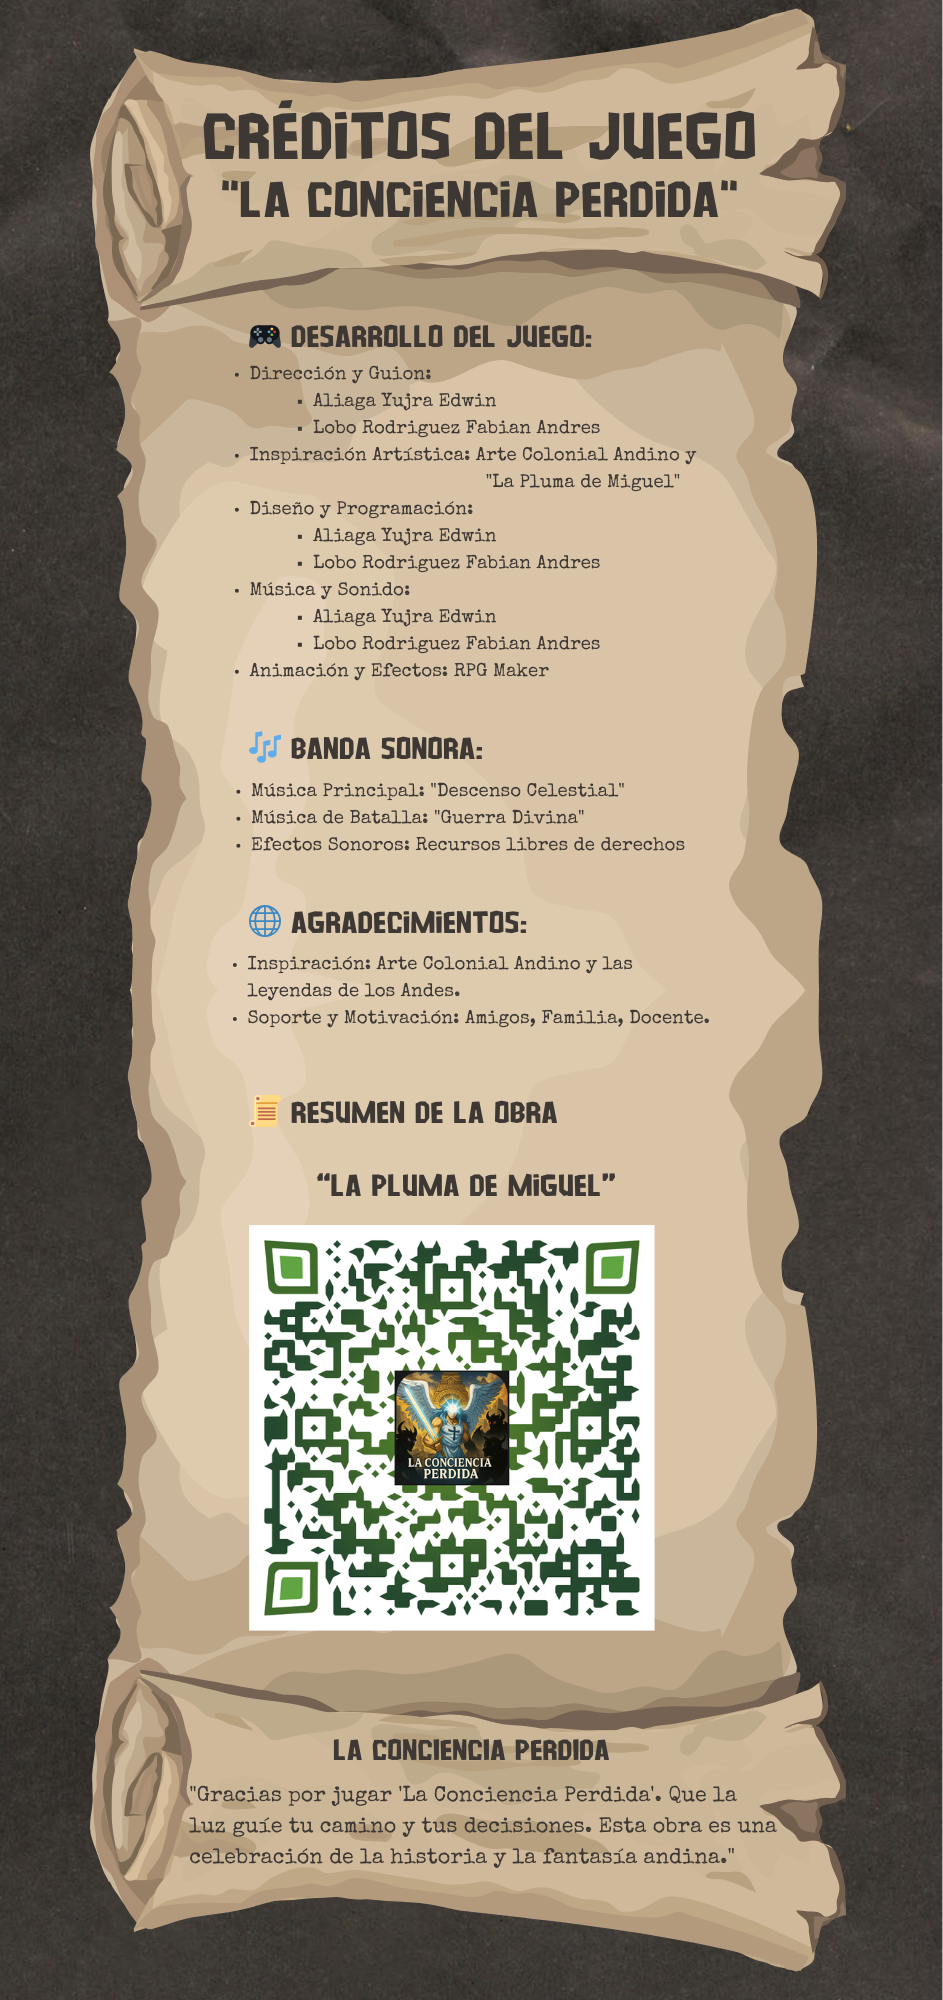 CRÉDITOS DEL JUEGO
"LA CONCIENCIA PERDIDA"
DESARROLLO DEL JUEGO:
• Dirección y Guion:
▪ Aliaga Yujra Edwin
▪ Lobo Rodriguez Fabian Andres
• Inspiración Artística: Arte Colonial Andino y
"La Pluma de Miguel"
• Diseño y Programación:
▪ Aliaga Yujra Edwin
▪ Lobo Rodriguez Fabian Andres
• Música y Sonido:
▪ Aliaga Yujra Edwin
▪ Lobo Rodriguez Fabian Andres
• Animación y Efectos: RPG Maker
BANDA SONORA:
• Música Principal: "Descenso Celestial"
• Música de Batalla: "Guerra Divina"
• Efectos Sonoros: Recursos libres de derechos
AGRADECIMIENTOS:
• Inspiración: Arte Colonial Andino y las
leyendas de los Andes.
• Soporte y Motivación: Amigos, Familia, Docente.
RESUMEN DE LA OBRA
“LA PLUMA DE MIGUEL”
LA CONCIENCIA
PERDIDA
LA CONCIENCIA PERDIDA
"Gracias por jugar 'La Conciencia Perdida'. Que la
luz guíe tu camino y tus decisiones. Esta obra es una
celebración de la historia y la fantasía andina."